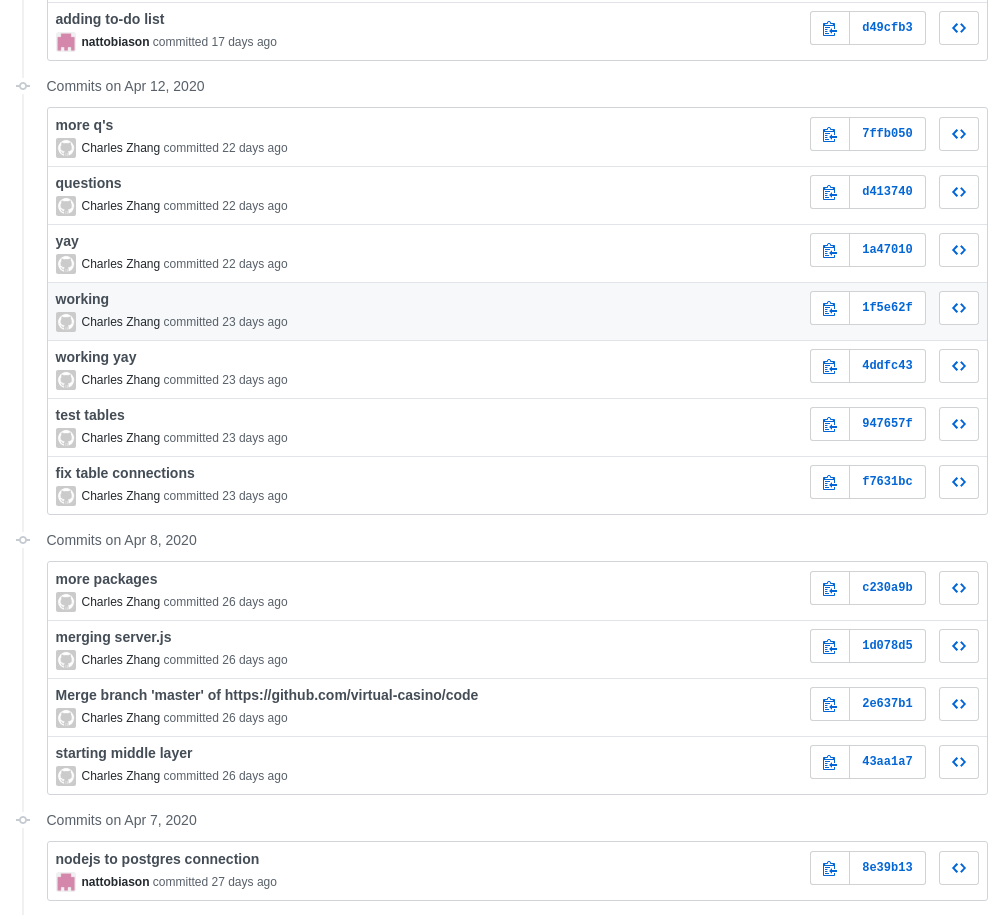 adding to-do list
nattobiason committed 17 days ago
d49cfb3
Commits on Apr 12, 2020
more q's
Charles Zhang committed 22 days ago
7ffb050
questions
Charles Zhang committed 22 days ago
d413740
yay
Charles Zhang committed 22 days ago
1a47010
working
Charles Zhang committed 23 days ago
1f5e62f
working yay
Charles Zhang committed 23 days ago
4ddfc43
test tables
Charles Zhang committed 23 days ago
947657f
fix table connections
Charles Zhang committed 23 days ago
f7631bc
Commits on Apr 8, 2020
more packages
Charles Zhang committed 26 days ago
c230a9b
merging server.js
Charles Zhang committed 26 days ago
1d078d5
Merge branch 'master' of https://github.com/virtual-casino/code
Charles Zhang committed 26 days ago
2e637b1
starting middle layer
Charles Zhang committed 26 days ago
43aa1a7
Commits on Apr 7, 2020
nodejs to postgres connection
nattobiason committed 27 days ago
8e39b13